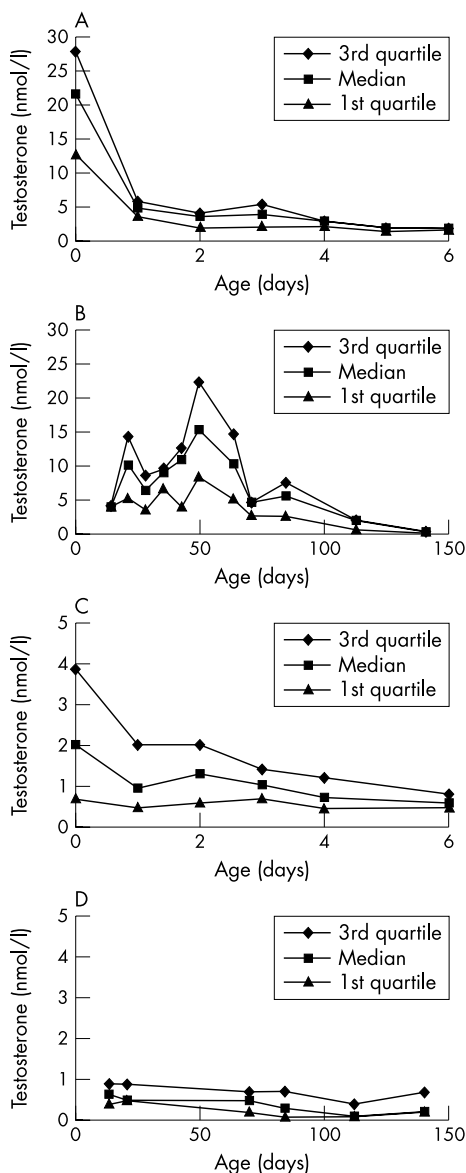 A
Testosterone (nmol/l)
30
25
20
15
10
5
0
3rd quartile
Median
1st quartile
0 2 4 6
Age (days)
B
Testosterone (nmol/l)
30
25
20
15
10
5
0
3rd quartile
Median
1st quartile
0 50 100 150
Age (days)
C
Testosterone (nmol/l)
5
4
3
2
1
0
3rd quartile
Median
1st quartile
0 2 4 6
Age (days)
D
Testosterone (nmol/l)
5
4
3
2
1
0
3rd quartile
Median
1st quartile
0 50 100 150
Age (days)